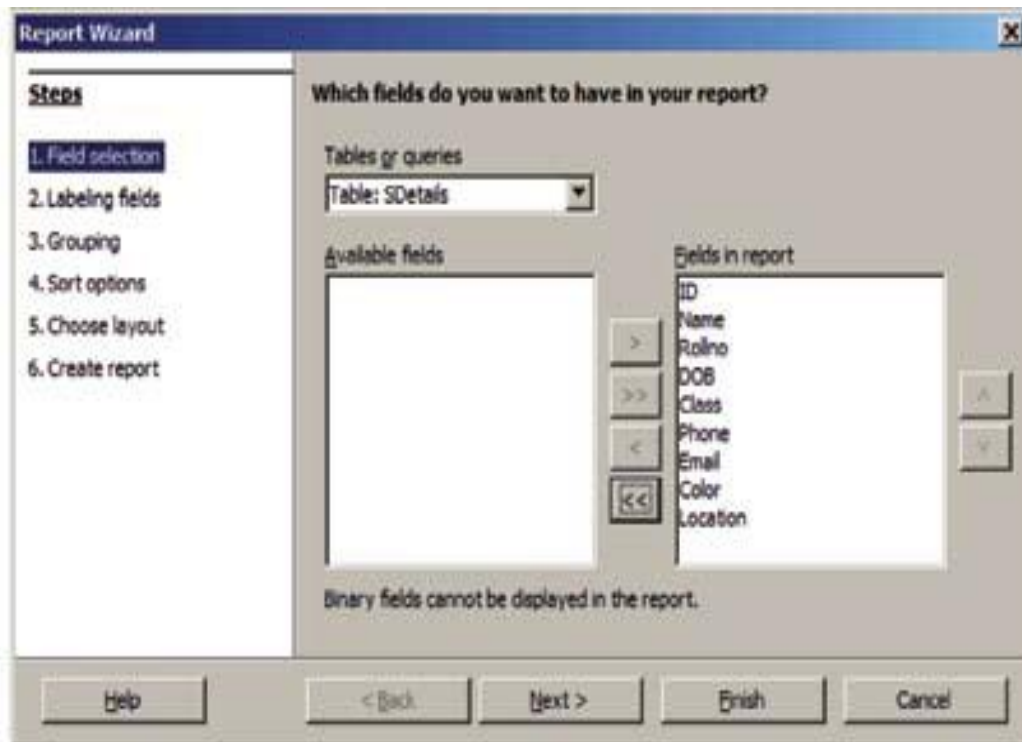 Report Wizard
Steps
1. Field selection
2. Labeling fields
3. Grouping
4. Sort options
5. Choose layout
6. Create report
Which fields do you want to have in your report?
Tables or queries
Table: SDetails
Available fields
>
>>
<
<<
Fields in report
ID
Name
Rollno
DOB
Class
Phone
Email
Color
Location
^
v
Binary fields cannot be displayed in the report.
Help
< Back
Next >
Finish
Cancel